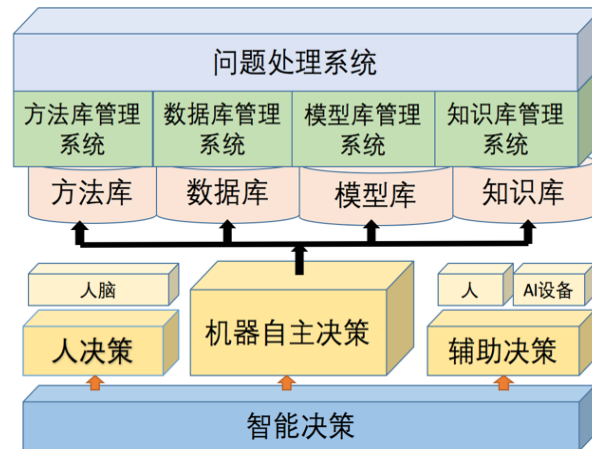 问题处理系统
方法库管理
系统
数据库管理
系统
模型库管理
系统
知识库管理
系统
方法库
数据库
模型库
知识库
人脑
人
AI设备
人决策
机器自主决策
辅助决策
智能决策